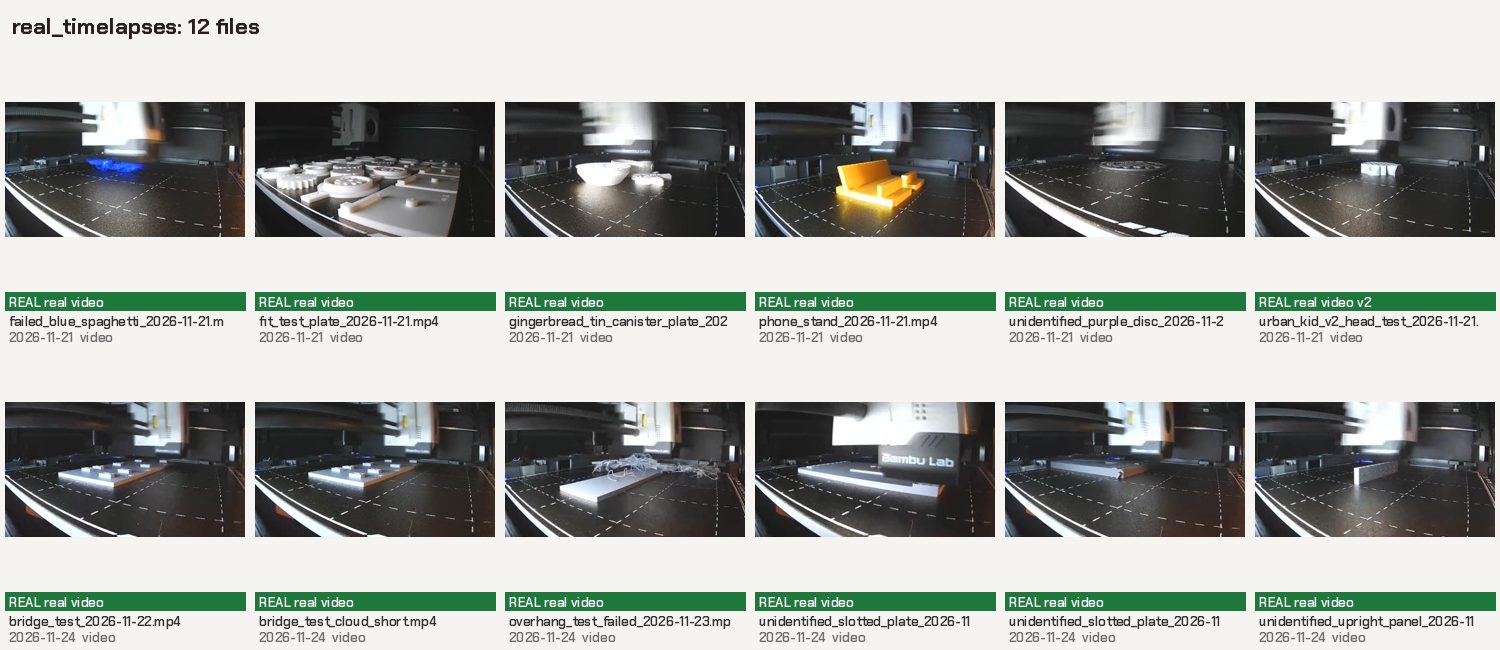 real_timelapses: 12 files
REAL real video
failed_blue_spaghetti_2026-11-21.m
2026-11-21 video
REAL real video
fit_test_plate_2026-11-21.mp4
2026-11-21 video
REAL real video
gingerbread_tin_canister_plate_202
2026-11-21 video
REAL real video
phone_stand_2026-11-21.mp4
2026-11-21 video
REAL real video
unidentified_purple_disc_2026-11-2
2026-11-21 video
REAL real video v2
urban_kid_v2_head_test_2026-11-21.
2026-11-21 video
Bambu Lab
REAL real video
bridge_test_2026-11-22.mp4
2026-11-24 video
REAL real video
bridge_test_cloud_short.mp4
2026-11-24 video
REAL real video
overhang_test_failed_2026-11-23.mp
2026-11-24 video
REAL real video
unidentified_slotted_plate_2026-11
2026-11-24 video
REAL real video
unidentified_slotted_plate_2026-11
2026-11-24 video
REAL real video
unidentified_upright_panel_2026-11
2026-11-24 video